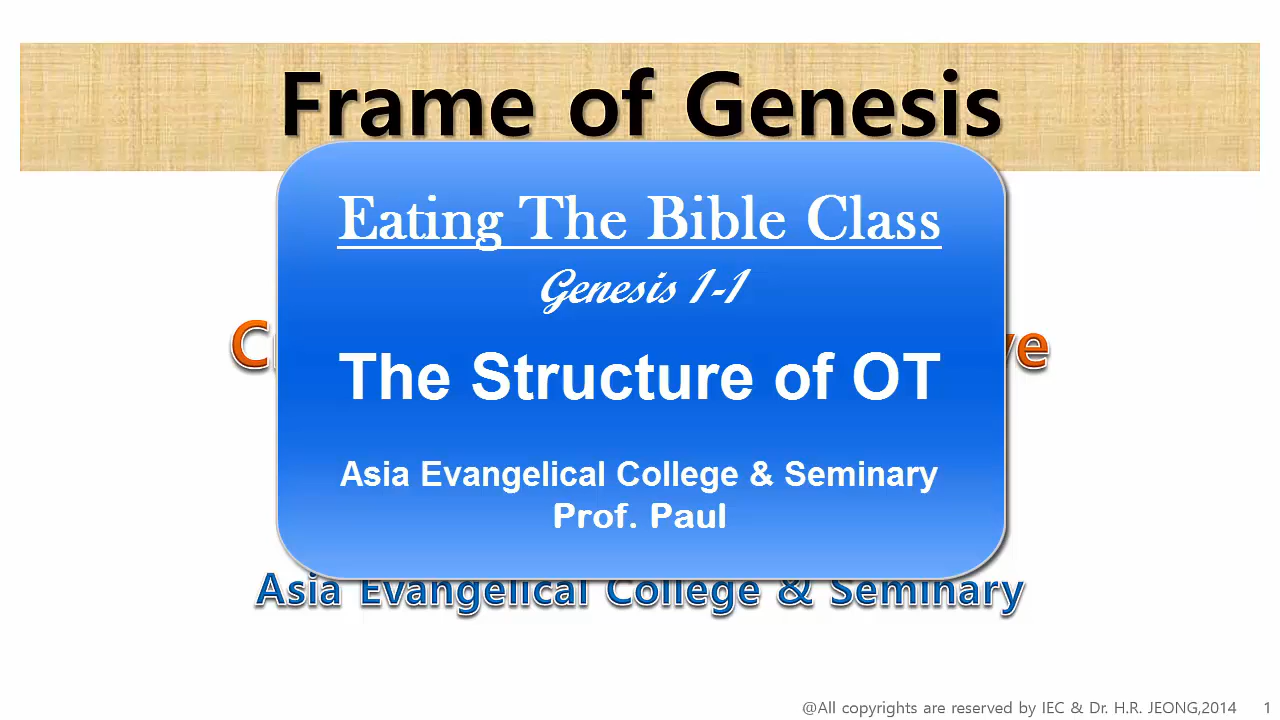 Frame of Genesis
Eating The Bible Class
Genesis 1-1
The Structure of OT
Asia Evangelical College & Seminary
Prof. Paul
Asia Evangelical College & Seminary
@All copyrights are reserved by IEC & Dr. H.R. JEONG,2014 1